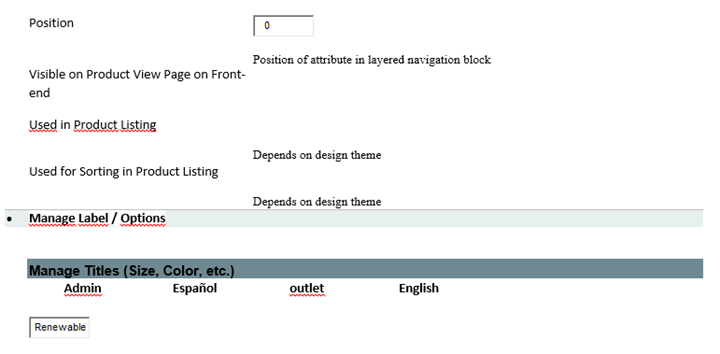 Position
0
Position of attribute in layered navigation block
Visible on Product View Page on Front-
end
Used in Product Listing
Depends on design theme
Used for Sorting in Product Listing
Depends on design theme
• Manage Label / Options
Manage Titles (Size, Color, etc.)
Admin Español outlet English
Renewable